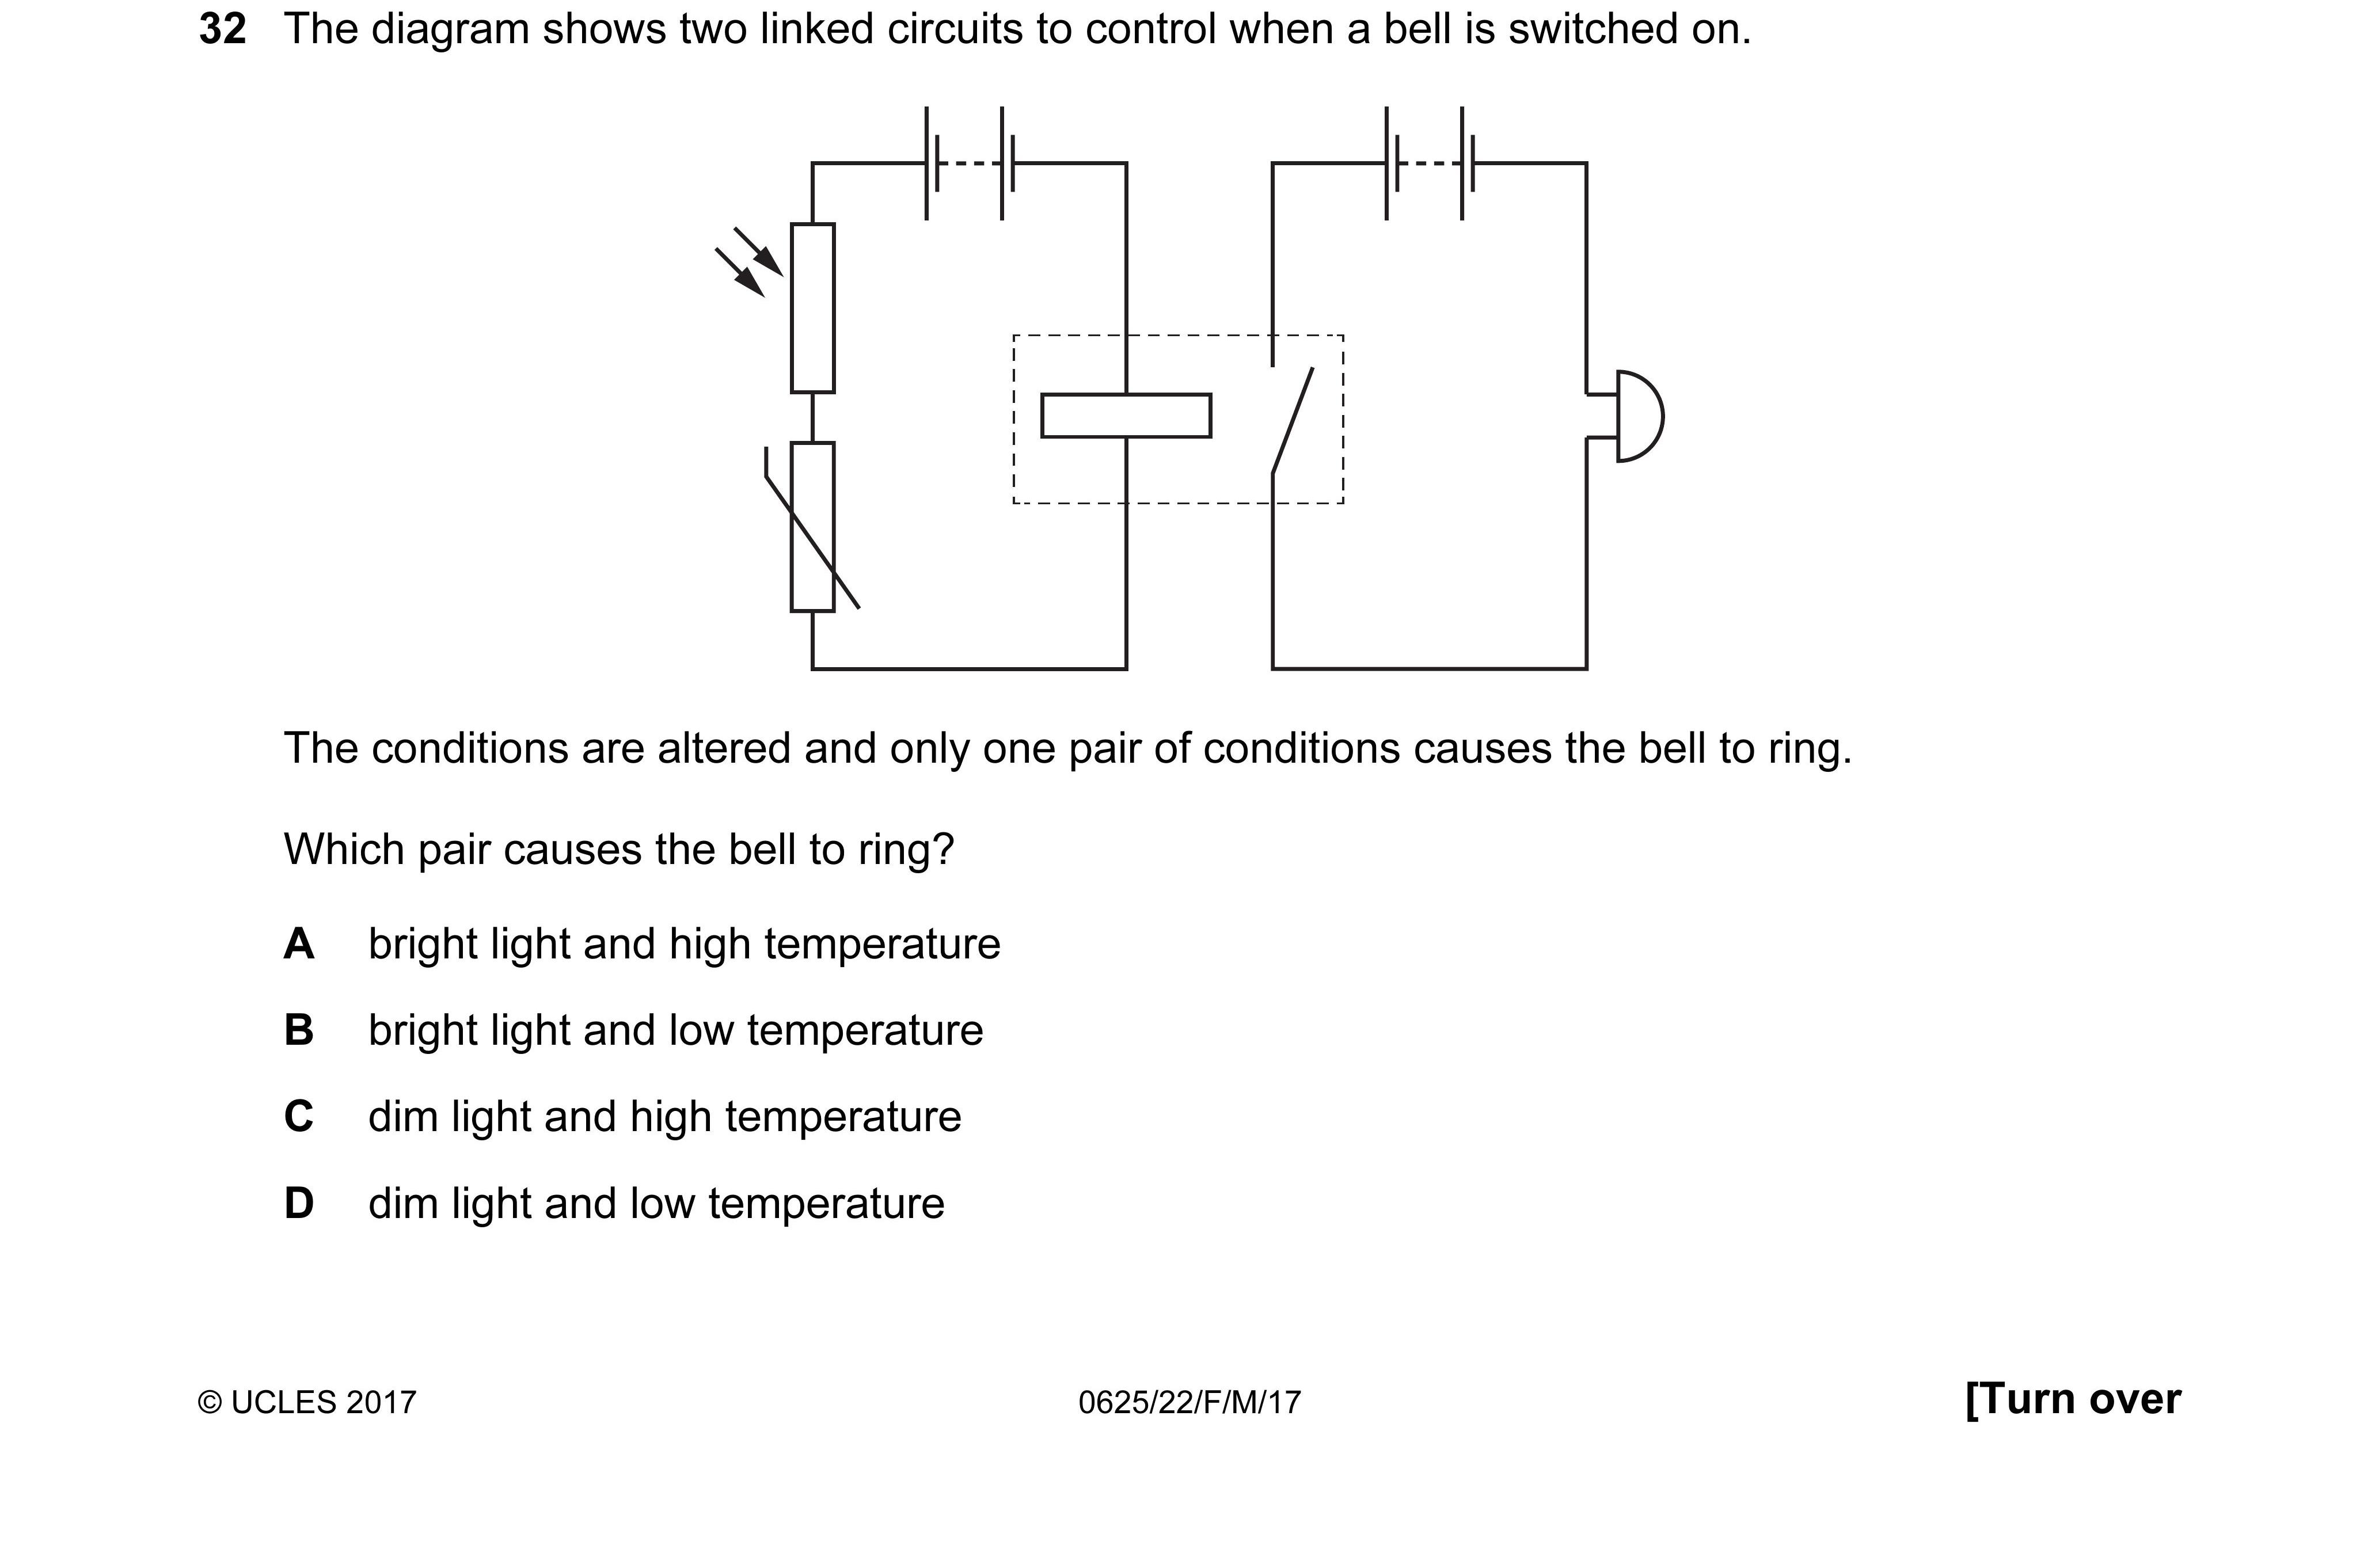 32 The diagram shows two linked circuits to control when a bell is switched on.
The conditions are altered and only one pair of conditions causes the bell to ring.
Which pair causes the bell to ring?
A bright light and high temperature
B bright light and low temperature
C dim light and high temperature
D dim light and low temperature
© UCLES 2017 0625/22/F/M/17 [Turn over